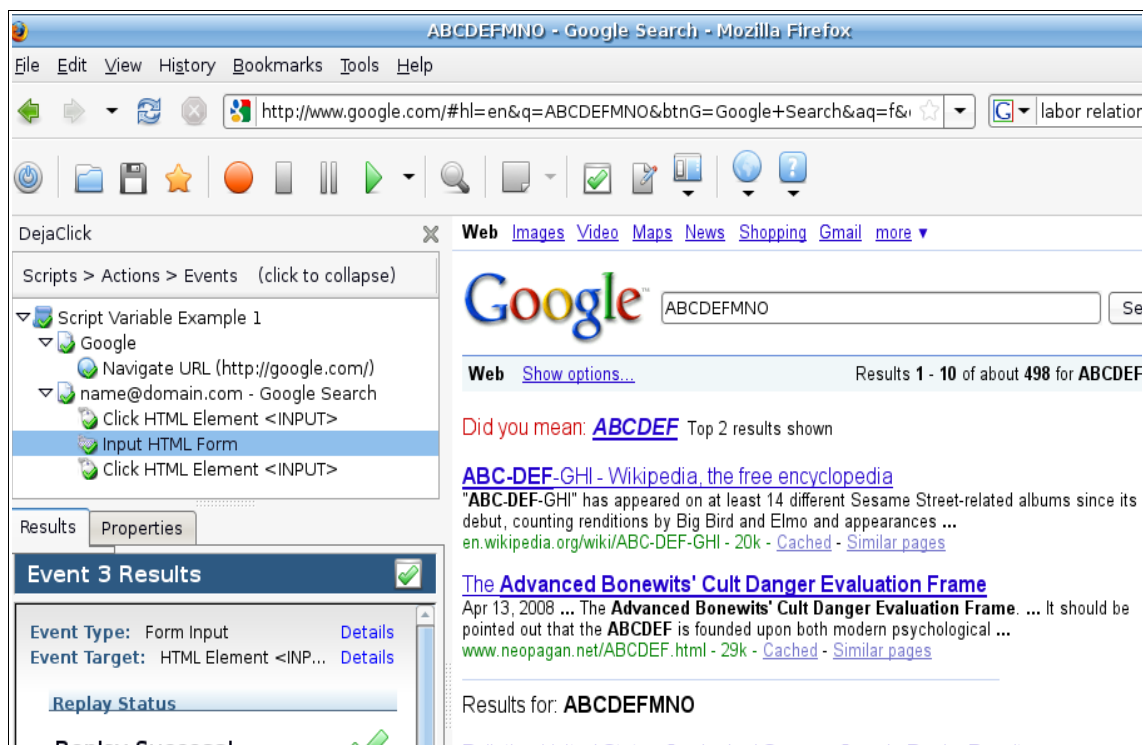 ABCDEFMNO - Google Search - Mozilla Firefox
File Edit View History Bookmarks Tools Help
http://www.google.com/#hl=en&q=ABCDEFMNO&btnG=Google+Search&aq=f&
G labor relation
DejaClick
Scripts > Actions > Events (click to collapse)
Script Variable Example 1
Google
Navigate URL (http://google.com/)
name@domain.com - Google Search
Click HTML Element <INPUT>
Input HTML Form
Click HTML Element <INPUT>
Results Properties
Event 3 Results
Event Type: Form Input Details
Event Target: HTML Element <INP... Details
Replay Status
Web Images Video Maps News Shopping Gmail more ▼
Google™ ABCDEFMNO Se
Web Show options... Results 1 - 10 of about 498 for ABCDEF
Did you mean: ABCDEF Top 2 results shown
ABC-DEF-GHI - Wikipedia, the free encyclopedia
"ABC-DEF-GHI" has appeared on at least 14 different Sesame Street-related albums since its
debut, counting renditions by Big Bird and Elmo and appearances ...
en.wikipedia.org/wiki/ABC-DEF-GHI - 20k - Cached - Similar pages
The Advanced Bonewits' Cult Danger Evaluation Frame
Apr 13, 2008 ... The Advanced Bonewits' Cult Danger Evaluation Frame. ... It should be
pointed out that the ABCDEF is founded upon both modern psychological ...
www.neopagan.net/ABCDEF.html - 29k - Cached - Similar pages
Results for: ABCDEFMNO